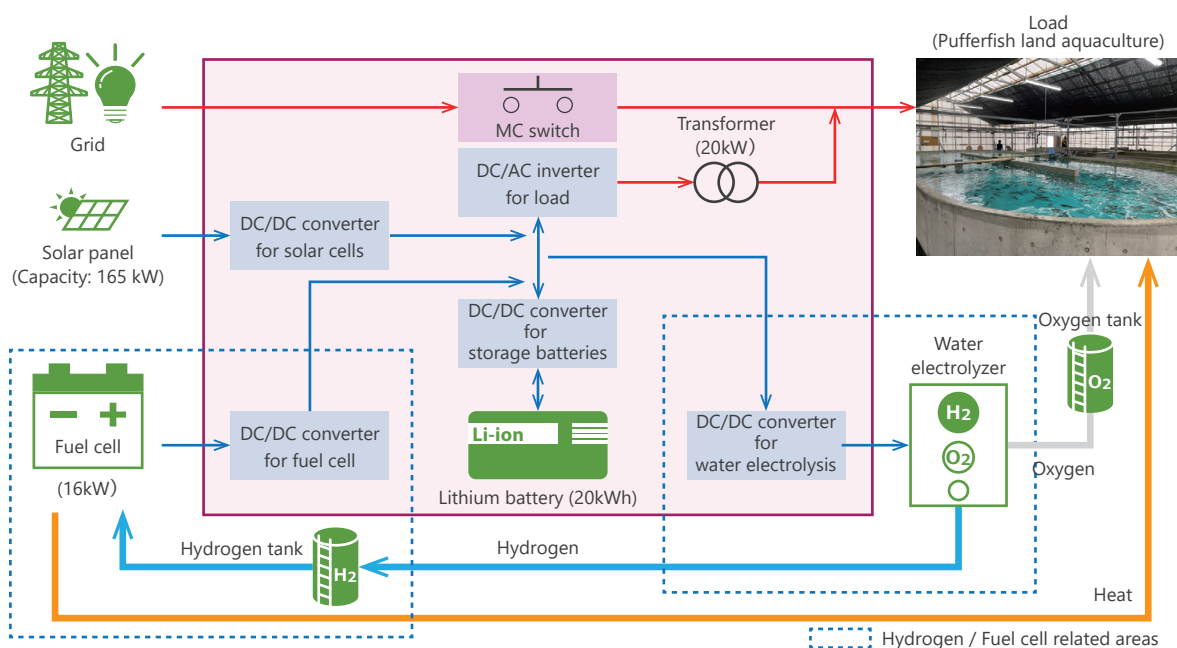 Load
(Pufferfish land aquaculture)
Grid
MC switch
Transformer
(20kW)
DC/AC inverter
for load
Solar panel
(Capacity: 165 kW)
DC/DC converter
for solar cells
DC/DC converter
for
storage batteries
Oxygen tank
O2
Water
electrolyzer
H2
O2
Fuel cell
(16kW)
DC/DC converter
for fuel cell
Li-ion
Lithium battery (20kWh)
DC/DC converter
for
water electrolysis
Oxygen
Hydrogen tank
H2
Hydrogen
Heat
Hydrogen / Fuel cell related areas